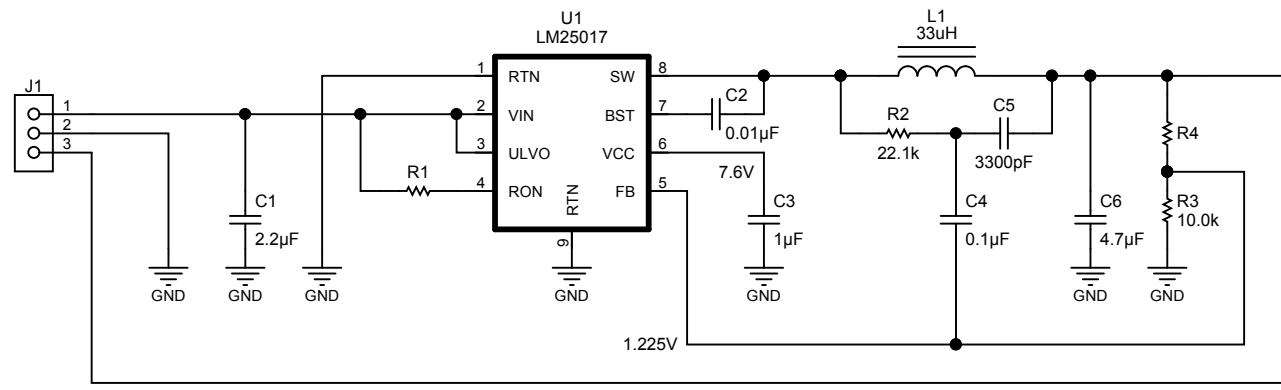 U1
LM25017
L1
33uH
J1
1
2
3
1
RTN
2
VIN
3
ULVO
4
RON
RTN
9
SW
8
BST
7
VCC
6
FB
5
R1
C1
2.2µF
C2
0.01µF
7.6V
C3
1µF
R2
22.1k
C5
3300pF
C4
0.1µF
C6
4.7µF
R4
R3
10.0k
GND
GND
GND
GND
GND
GND
GND
1.225V